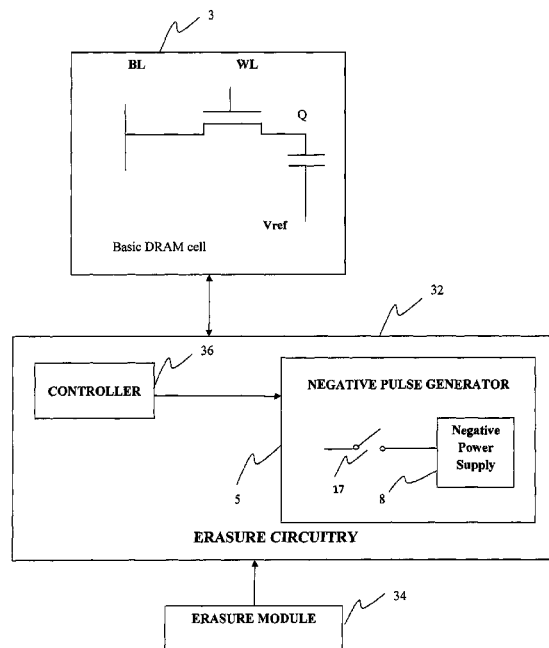 3
BL WL
Q
Vref
Basic DRAM cell
32
36
CONTROLLER
NEGATIVE PULSE GENERATOR
Negative
Power
Supply
5
17
8
ERASURE CIRCUITRY
ERASURE MODULE
34